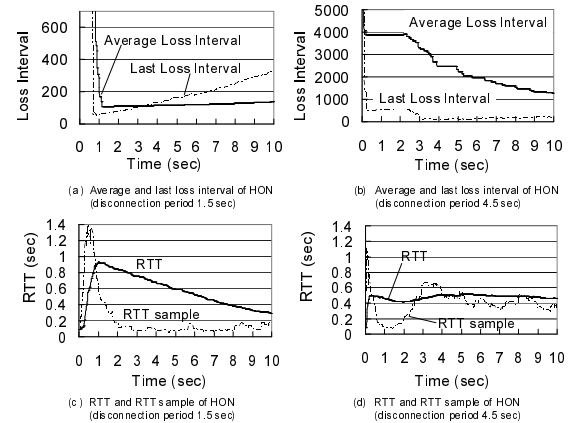 600
400
200
0
Loss Interval
Average Loss Interval
Last Loss Interval
0 1 2 3 4 5 6 7 8 9 10
Time (sec)
(a) Average and last loss interval of HON
(disconnection period 1.5 sec)
5000
4000
3000
2000
1000
0
Loss Interval
Average Loss Interval
Last Loss Interval
0 1 2 3 4 5 6 7 8 9 10
Time (sec)
(b) Average and last loss interval of HON
(disconnection period 4.5 sec)
1.4
1.2
1
0.8
0.6
0.4
0.2
0
RTT (sec)
RTT
RTT sample
0 1 2 3 4 5 6 7 8 9 10
Time (sec)
(c) RTT and RTT sample of HON
(disconnection period 1.5 sec)
1.4
1.2
1
0.8
0.6
0.4
0.2
0
RTT (sec)
RTT
RTT sample
0 1 2 3 4 5 6 7 8 9 10
Time (sec)
(d) RTT and RTT sample of HON
(disconnection period 4.5 sec)